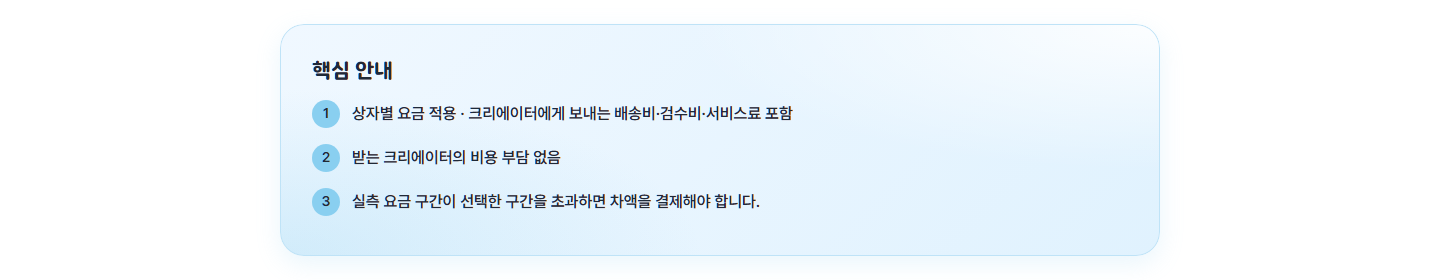 핵심 안내
1 상자별 요금 적용 · 크리에이터에게 보내는 배송비·검수비·서비스료 포함
2 받는 크리에이터의 비용 부담 없음
3 실측 요금 구간이 선택한 구간을 초과하면 차액을 결제해야 합니다.